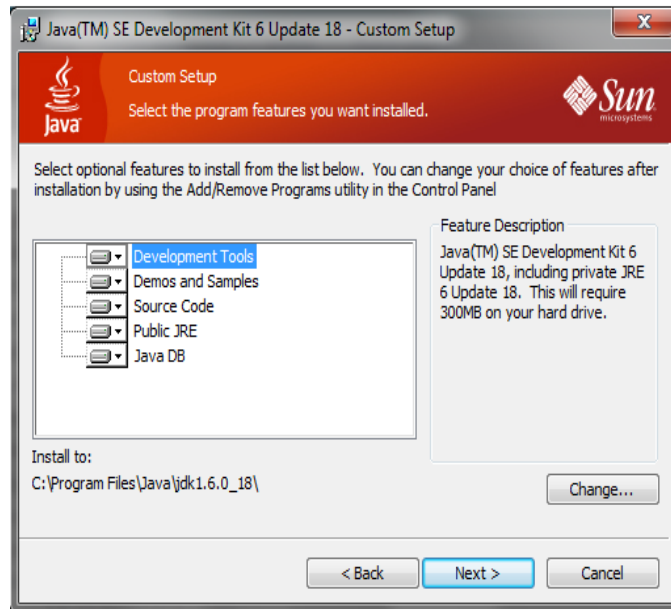 Java(TM) SE Development Kit 6 Update 18 - Custom Setup
Java
Custom Setup
Select the program features you want installed.
Sun
microsystems
Select optional features to install from the list below. You can change your choice of features after
installation by using the Add/Remove Programs utility in the Control Panel
Development Tools
Demos and Samples
Source Code
Public JRE
Java DB
Feature Description
Java(TM) SE Development Kit 6
Update 18, including private JRE
6 Update 18. This will require
300MB on your hard drive.
Install to:
C:\Program Files\Java\jdk1.6.0_18\
Change...
< Back
Next >
Cancel